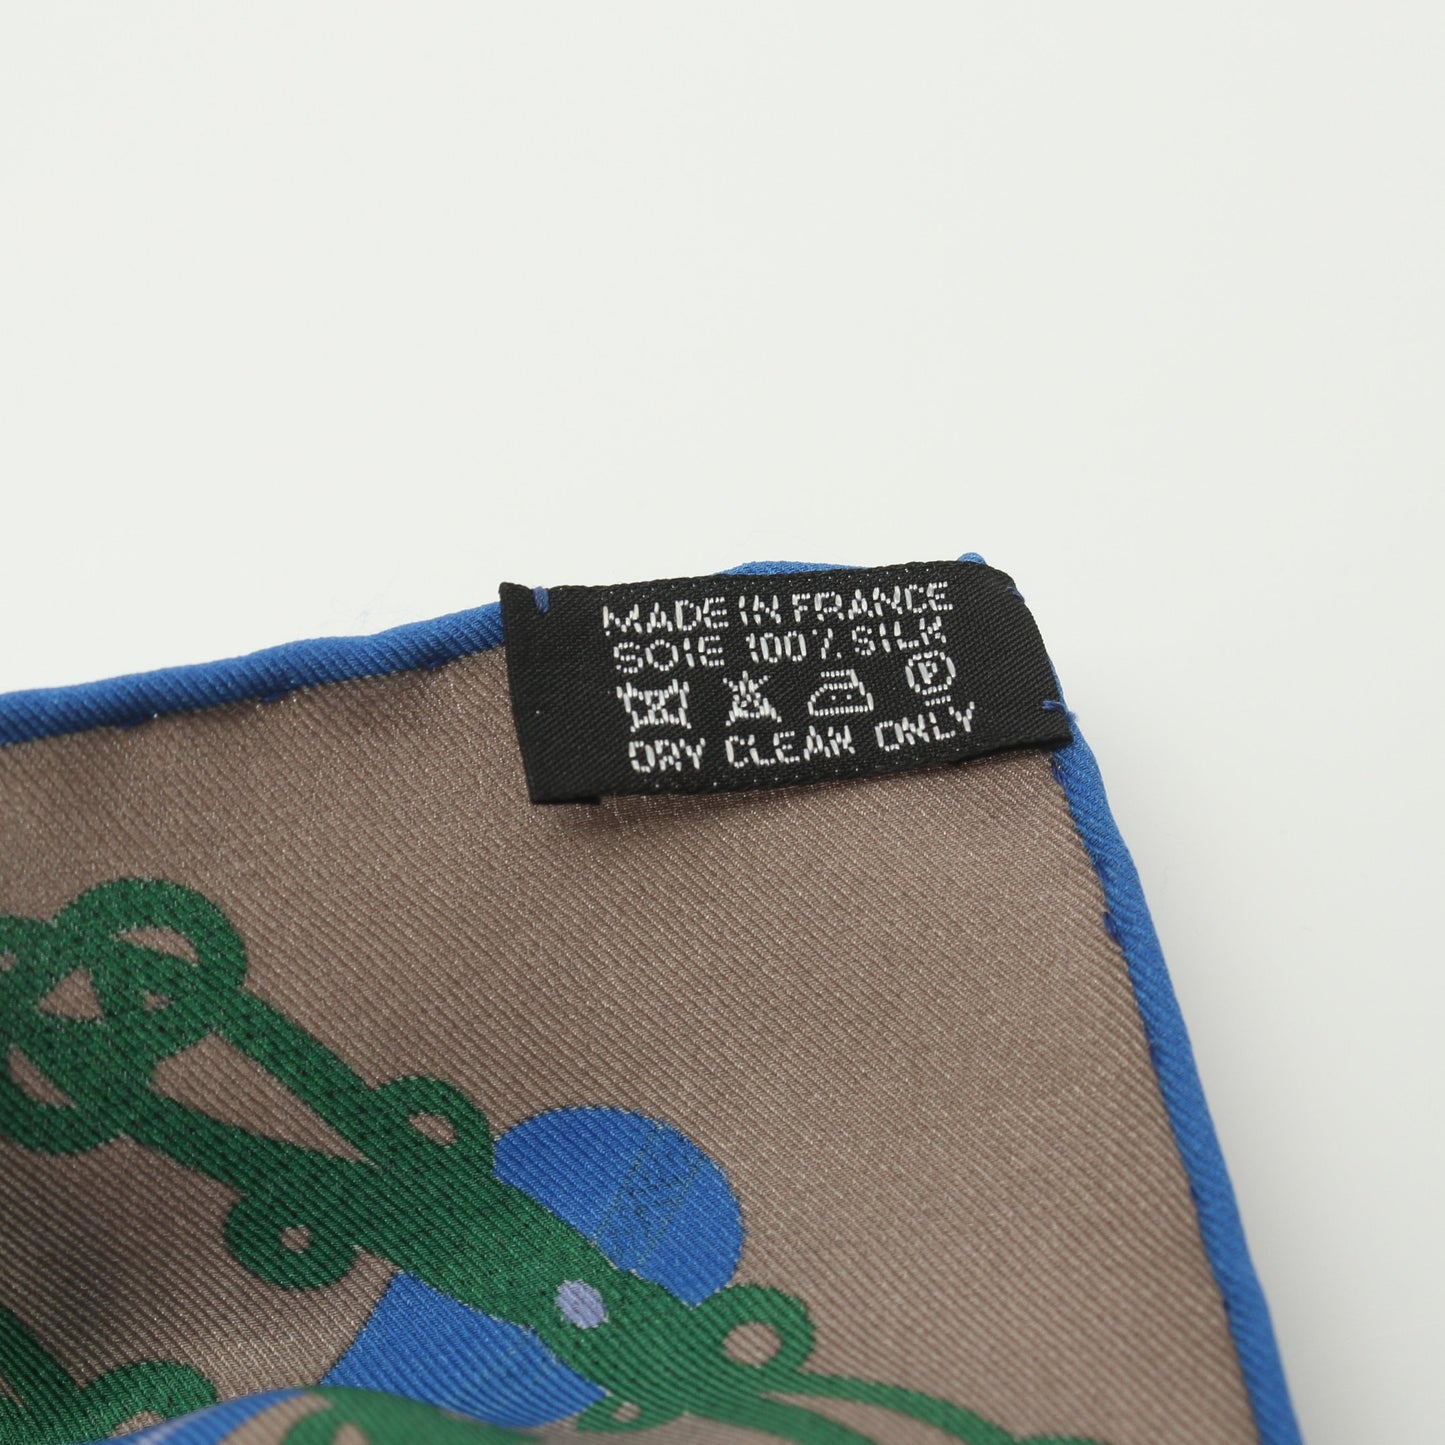 MADE IN FRANCE
SOIE 100% SILK
P
DRY CLEAN ONLY